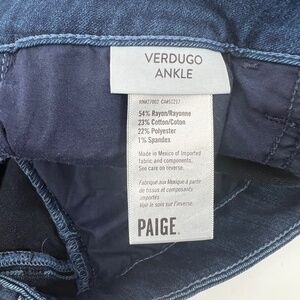 VERDUGO
ANKLE
54% Rayon/Rayonne
23% Cotton/Coton
22% Polyester
1% Spandex
Made in Mexico of Imported
fabric and components.
See care on reverse.
Fabriqué aux Mexique à partir
de tissus et composants
importés
Voir le soin sur l'inverse.
PAIGE